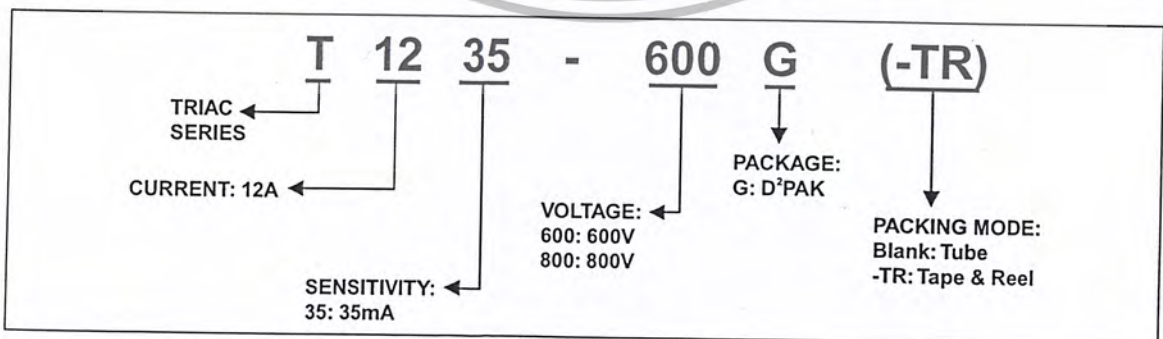 T 12 35 - 600 G (-TR)
TRIAC
SERIES
CURRENT: 12A
SENSITIVITY:
35: 35mA
VOLTAGE:
600: 600V
800: 800V
PACKAGE:
G: D²PAK
PACKING MODE:
Blank: Tube
-TR: Tape & Reel